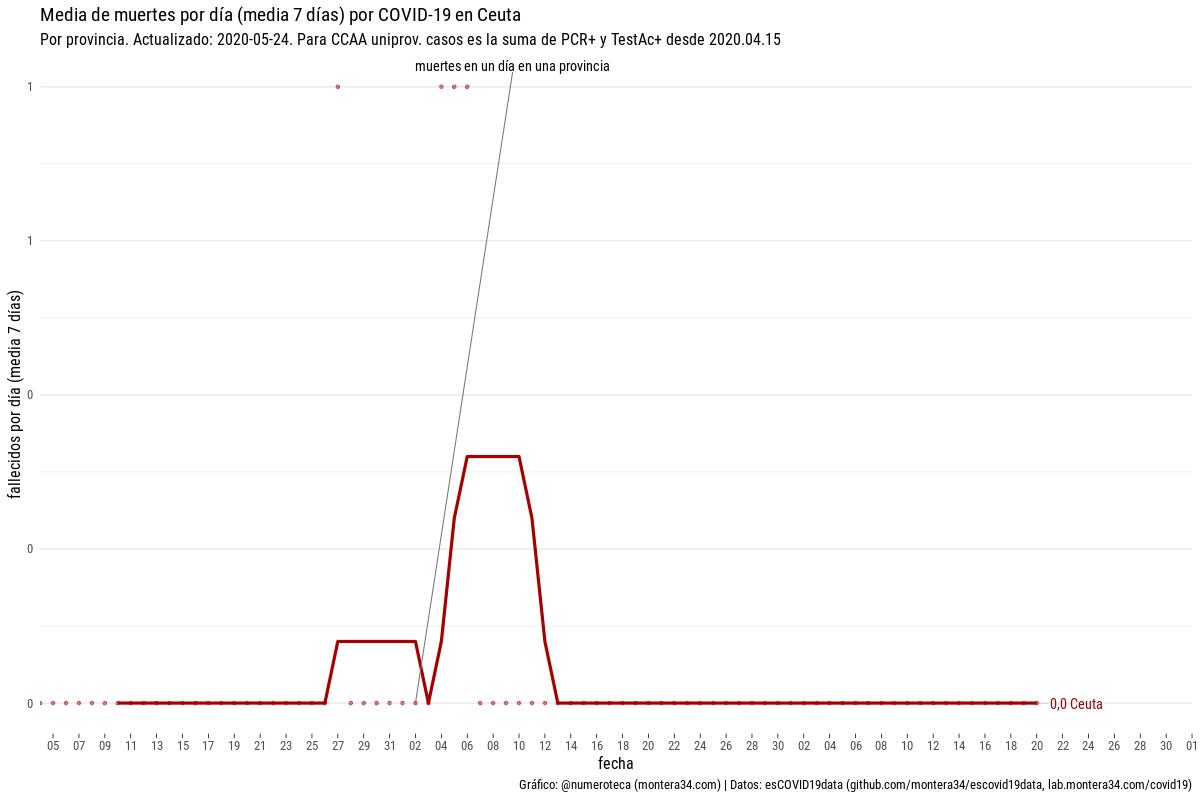 Media de muertes por día (media 7 días) por COVID-19 en Ceuta
Por provincia. Actualizado: 2020-05-24. Para CCAA uniprov. casos es la suma de PCR+ y TestAc+ desde 2020.04.15
muertes en un día en una provincia
1
1
0
0
0
fallecidos por día (media 7 días)
0,0 Ceuta
05 07 09 11 13 15 17 19 21 23 25 27 29 31 02 04 06 08 10 12 14 16 18 20 22 24 26 28 30 02 04 06 08 10 12 14 16 18 20 22 24 26 28 30 01
fecha
Gráfico: @numeroteca (montera34.com) | Datos: esCOVID19data (github.com/montera34/escovid19data, lab.montera34.com/covid19)